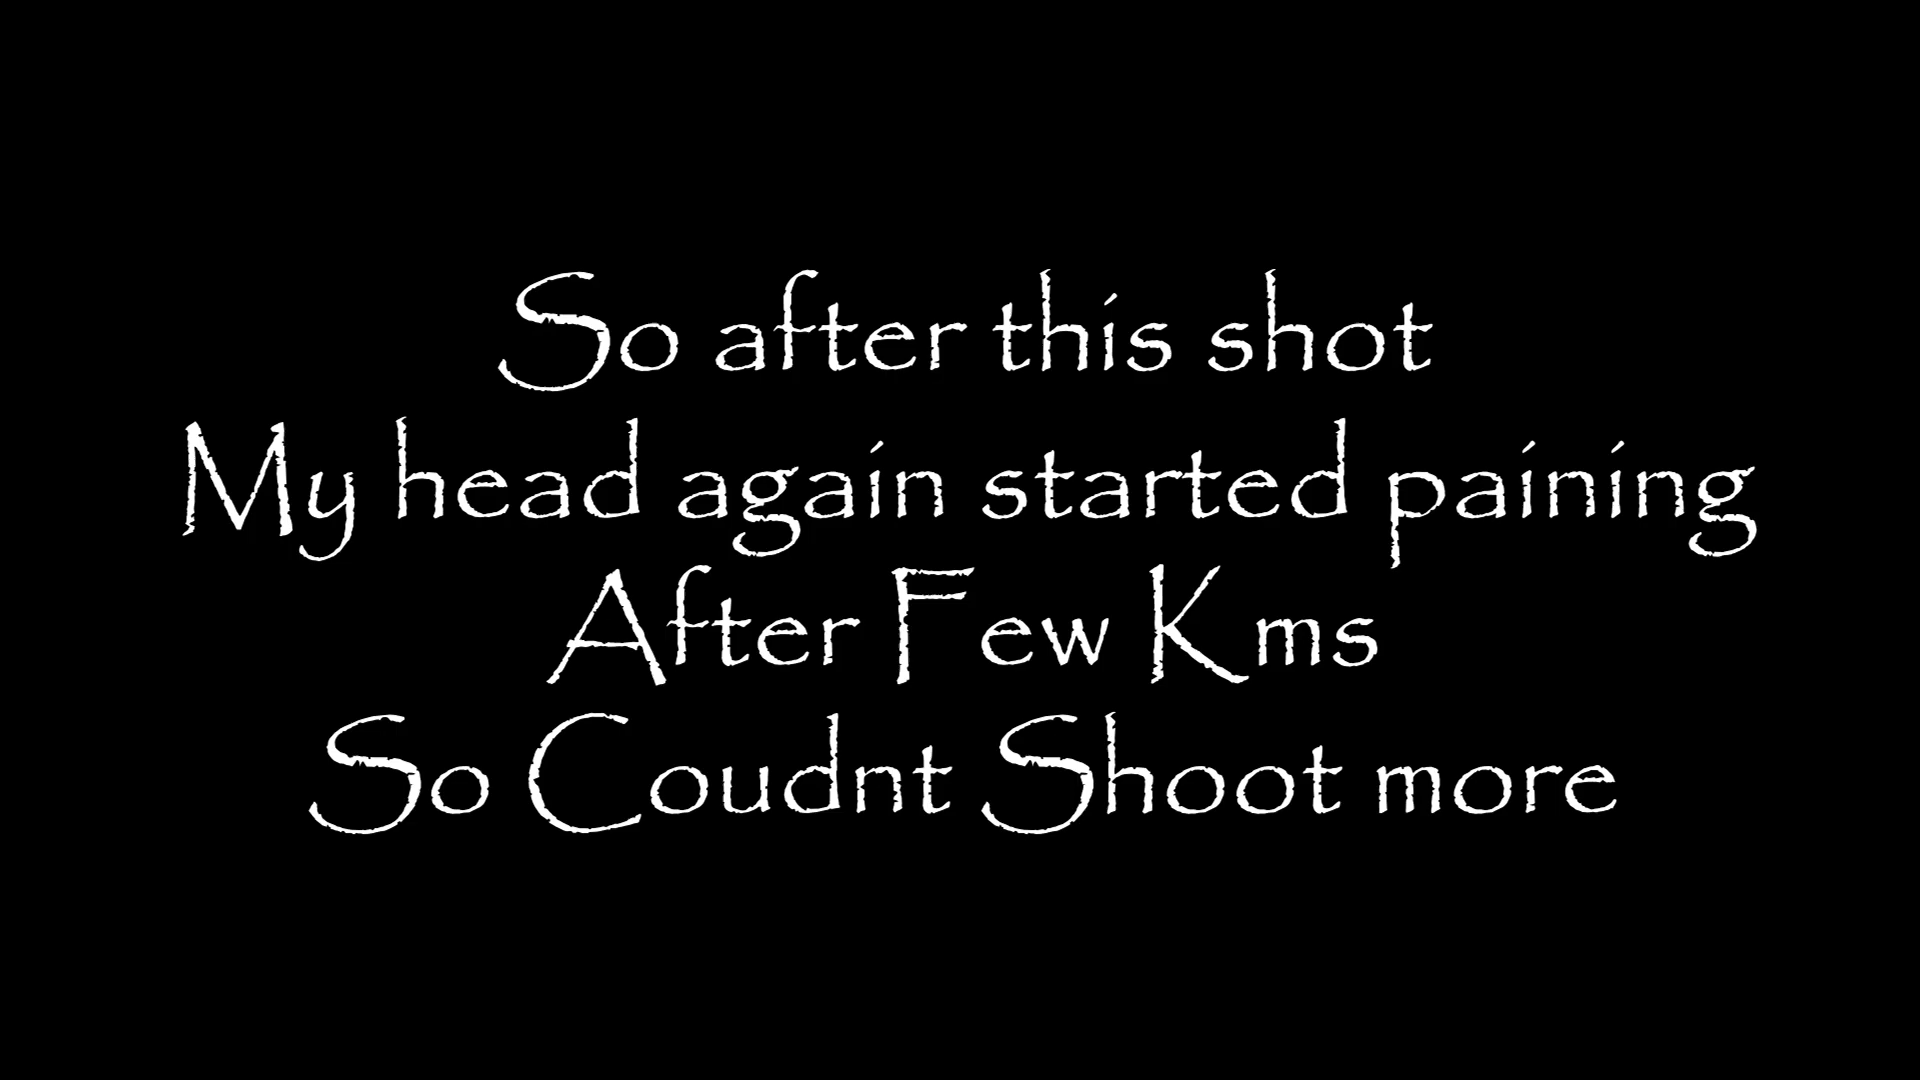 So after this shot
My head again started paining
After Few Kms
So Coudnt Shoot more